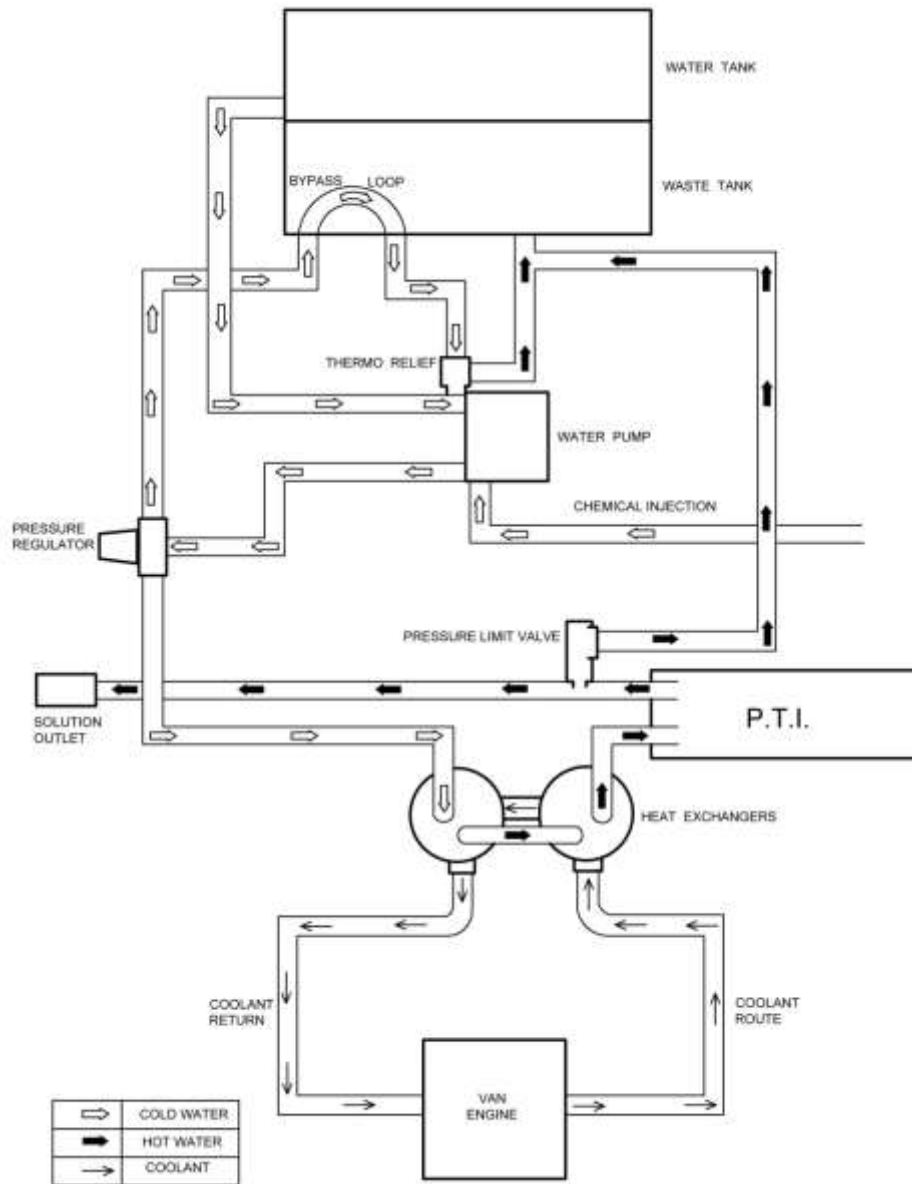 WATER TANK
WASTE TANK
BYPASS LOOP
THERMO RELIEF
WATER PUMP
CHEMICAL INJECTION
PRESSURE
REGULATOR
PRESSURE LIMIT VALVE
P.T.I.
SOLUTION
OUTLET
HEAT EXCHANGERS
COOLANT
RETURN
COOLANT
ROUTE
VAN
ENGINE
COLD WATER
HOT WATER
COOLANT